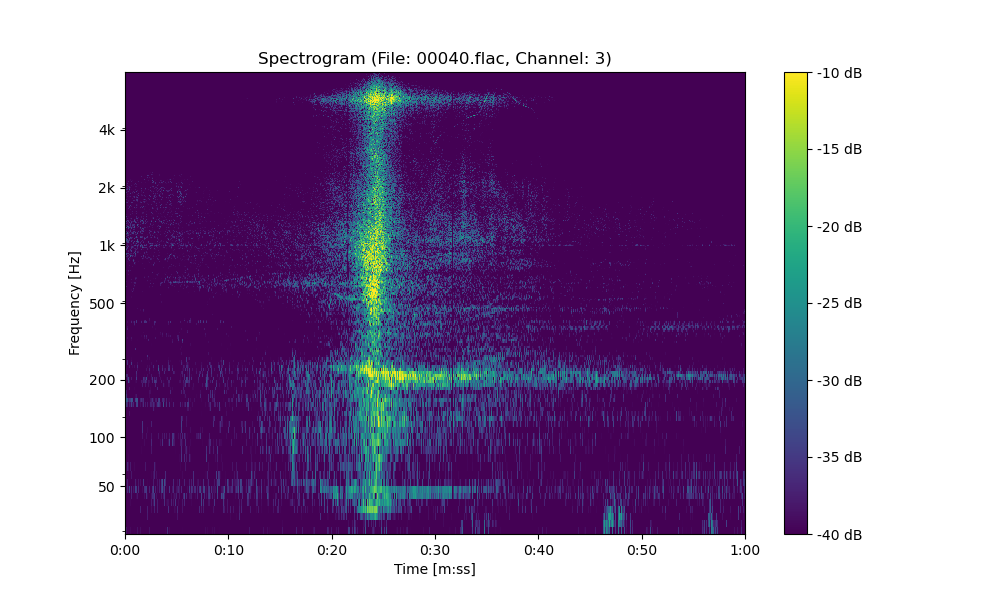 Spectrogram (File: 00040.flac, Channel: 3)
4k
2k
1k
500
200
100
50
Frequency [Hz]
0:00 0:10 0:20 0:30 0:40 0:50 1:00
Time [m:ss]
-10 dB
-15 dB
-20 dB
-25 dB
-30 dB
-35 dB
-40 dB